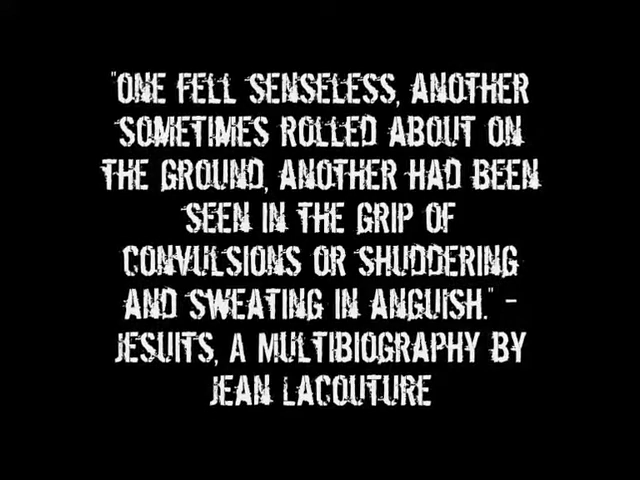 "ONE FELL SENSELESS, ANOTHER
SOMETIMES ROLLED ABOUT ON
THE GROUND, ANOTHER HAD BEEN
SEEN IN THE GRIP OF
CONVULSIONS OR SHUDDERING
AND SWEATING IN ANGUISH." -
JESUITS, A MULTIBIOGRAPHY BY
JEAN LACOUTURE